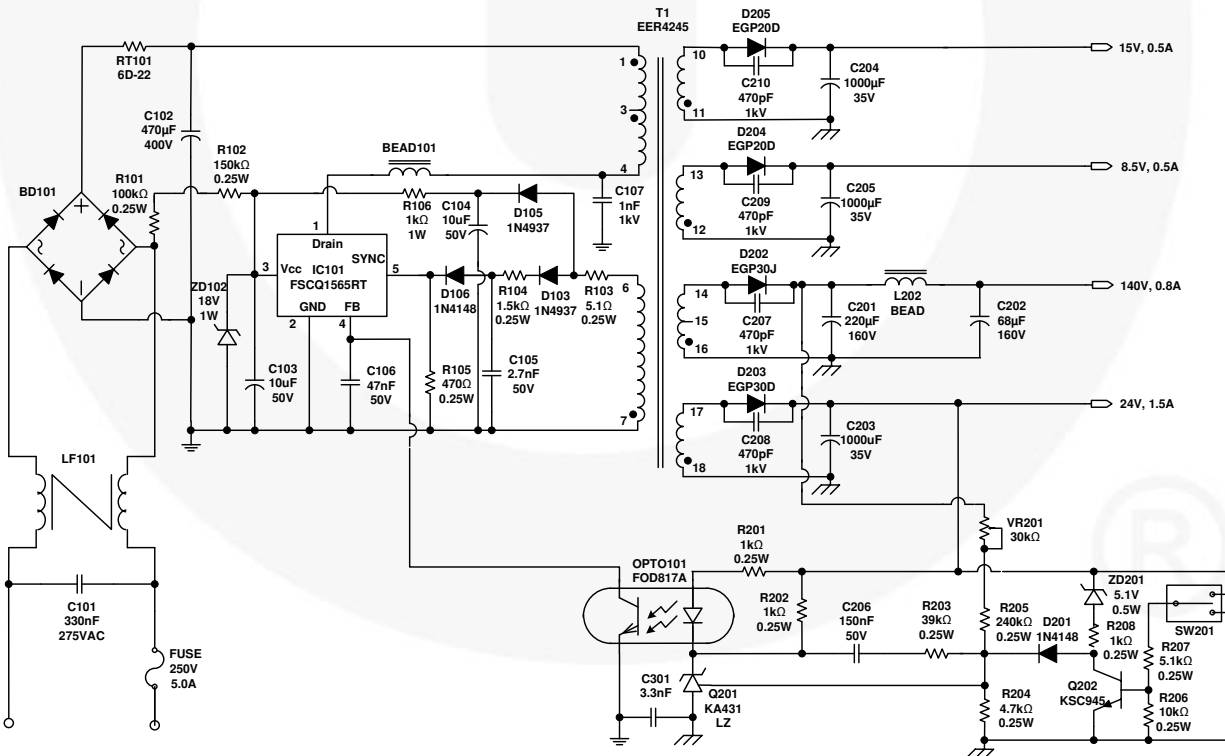 T1
EER4245
D205
EGP20D
10
15V, 0.5A
RT101
6D-22
1
C210
470pF
1kV
C204
1000µF
35V
3
11
C102
470µF
400V
D204
EGP20D
BEAD101
R102
150kΩ
0.25W
4
13
8.5V, 0.5A
R101
100kΩ
0.25W
BD101
R106
1kΩ
1W
C104
10uF
50V
D105
1N4937
C107
1nF
1kV
C209
470pF
1kV
C205
1000µF
35V
12
1
Drain
SYNC
D202
EGP30J
3
Vcc
IC101
FSCQ1565RT
5
ZD102
18V
1W
GND
FB
2
4
D106
1N4148
R104
1.5kΩ
0.25W
D103
1N4937
R103
5.1Ω
0.25W
6
14
15
16
140V, 0.8A
C207
470pF
1kV
C201
220µF
160V
L202
BEAD
C202
68µF
160V
C103
10uF
50V
C106
47nF
50V
R105
470Ω
0.25W
C105
2.7nF
50V
D203
EGP30D
7
17
24V, 1.5A
C208
470pF
1kV
C203
1000uF
35V
18
LF101
VR201
30kΩ
R201
1kΩ
0.25W
OPTO101
FOD817A
C101
330nF
275VAC
R202
1kΩ
0.25W
C206
150nF
50V
R203
39kΩ
0.25W
R205
240kΩ
0.25W
D201
1N4148
ZD201
5.1V
0.5W
R208
1kΩ
0.25W
SW201
R207
5.1kΩ
0.25W
FUSE
250V
5.0A
C301
3.3nF
Q201
KA431
LZ
R204
4.7kΩ
0.25W
Q202
KSC945
R206
10kΩ
0.25W
®